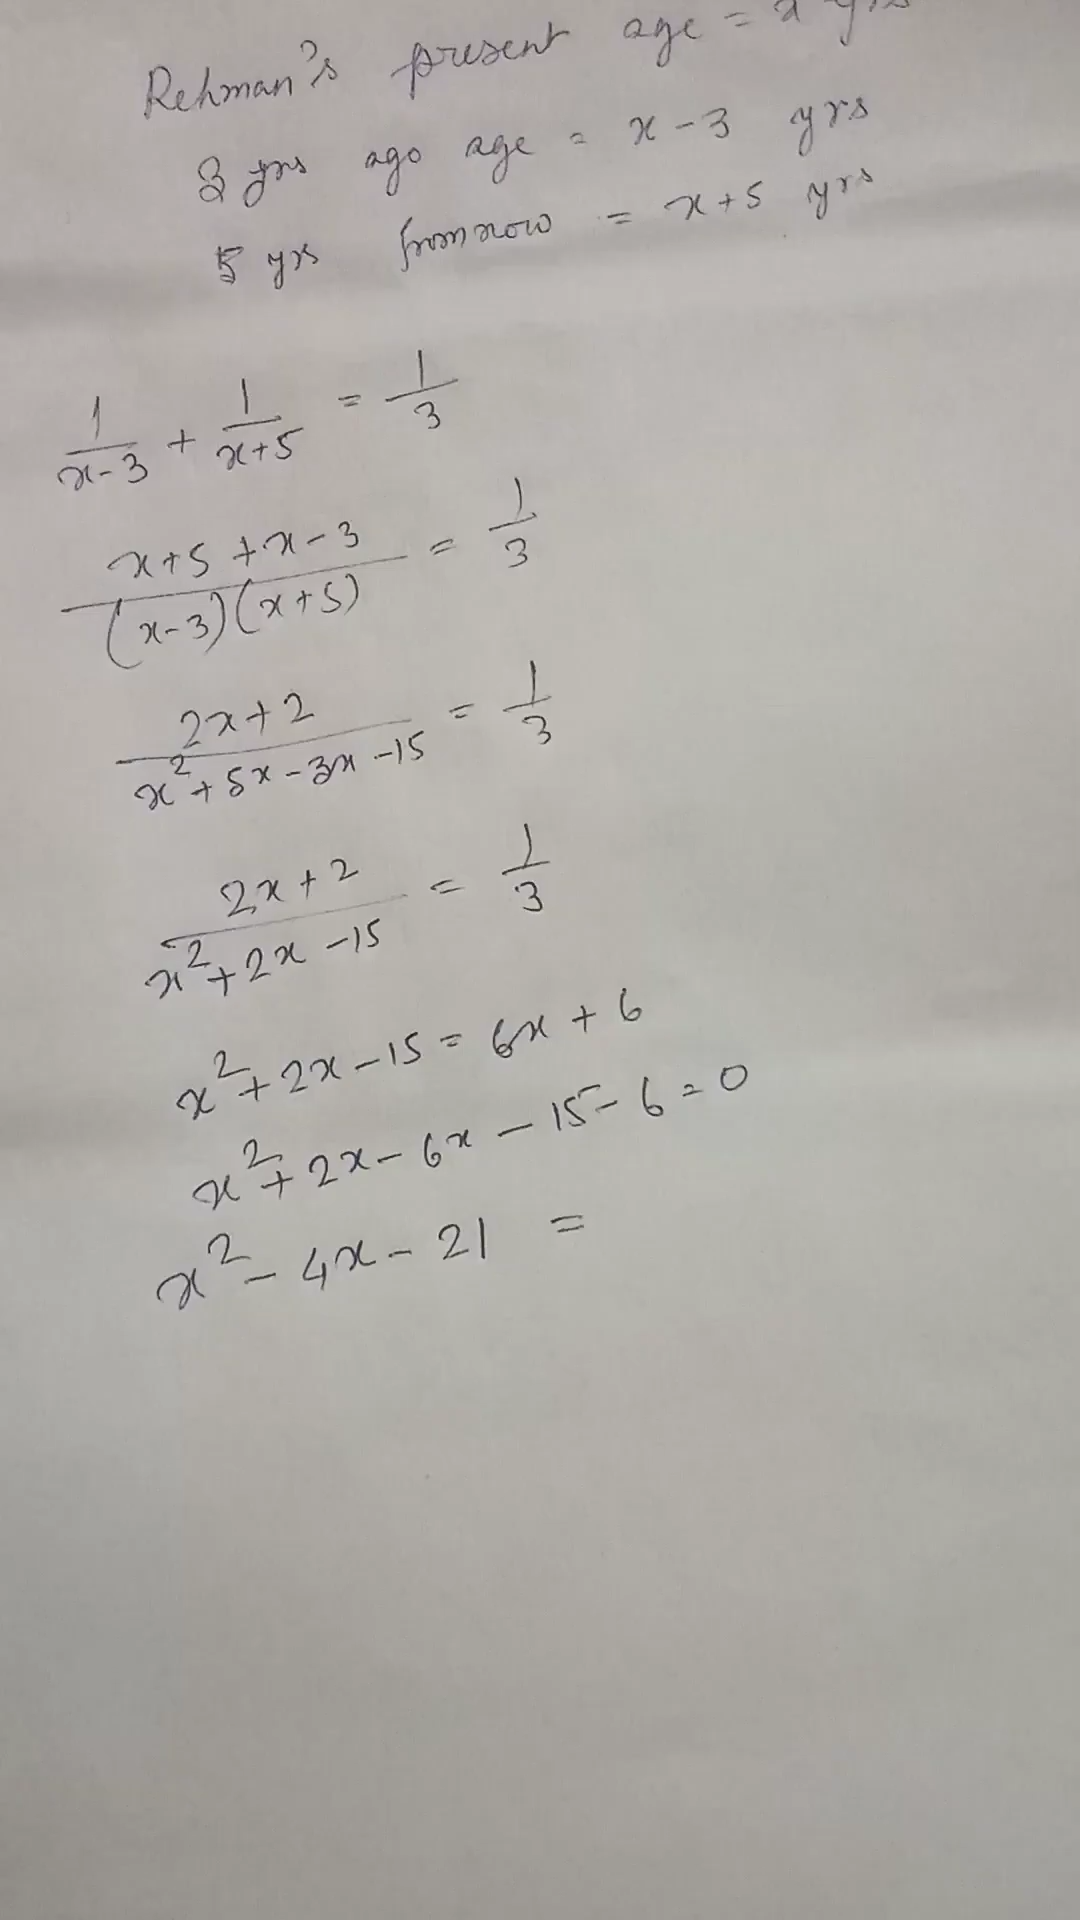 Rehman's present age = x yrs
3 yrs ago age = x - 3 yrs
5 yrs from now = x + 5 yrs
1/(x-3) + 1/(x+5) = 1/3
(x+5+x-3)/((x-3)(x+5)) = 1/3
(2x+2)/(x²+5x-3x-15) = 1/3
(2x+2)/(x²+2x-15) = 1/3
x²+2x-15 = 6x+6
x²+2x-6x-15-6=0
x²-4x-21 =